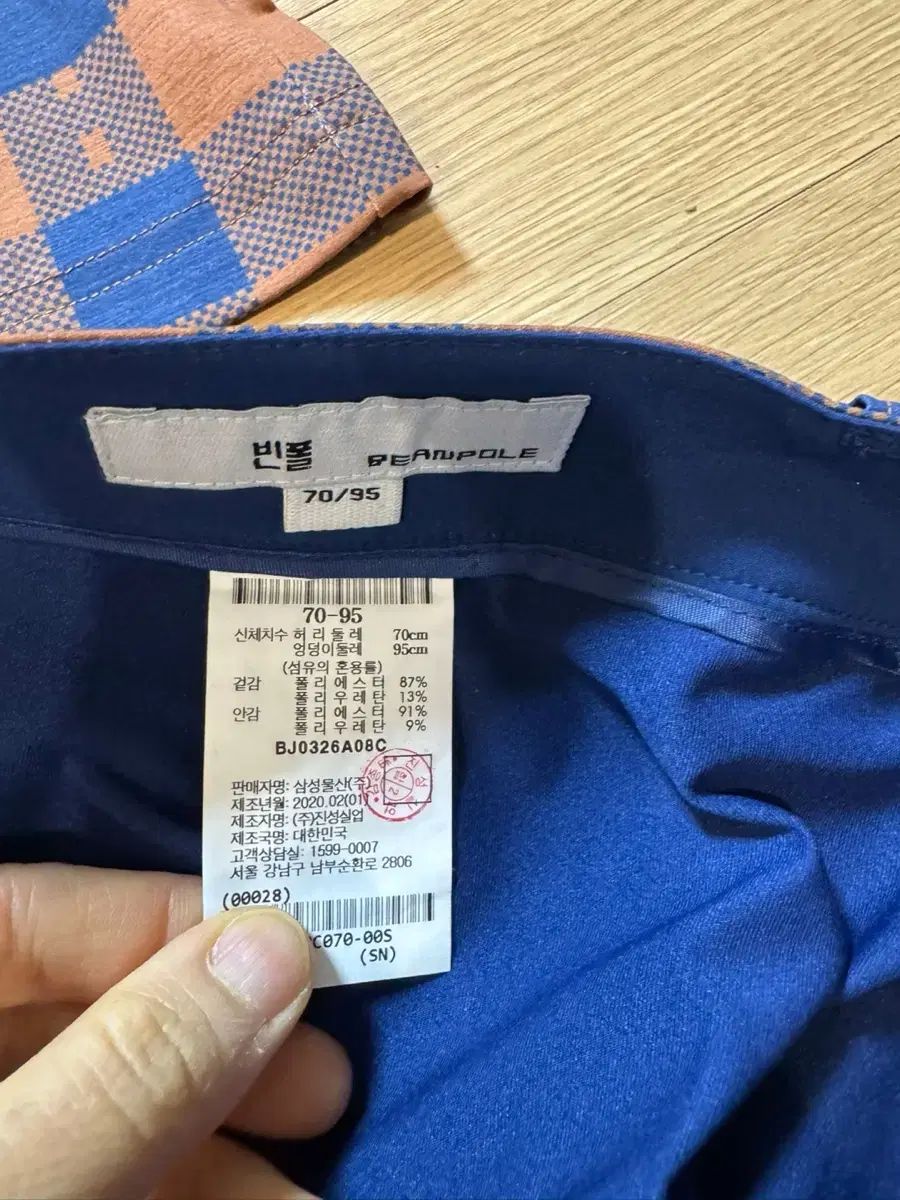 빈폴 BEANPOLE
70/95
70-95
신체치수 허 리 둘 레 70cm
엉덩이둘레 95cm
(섬유의 혼용률)
겉감 폴 리 에 스 터 87%
폴 리 우 레 탄 13%
안감 폴 리 에 스 터 91%
폴 리 우 레 탄 9%
BJ0326A08C
판매자명: 삼성물산(주)
제조년월: 2020.02(01)
제조자명: (주)진성실업
제조국명: 대한민국
고객상담실: 1599-0007
서울 강남구 남부순환로 2806
(00028)
C070-00S
(SN)